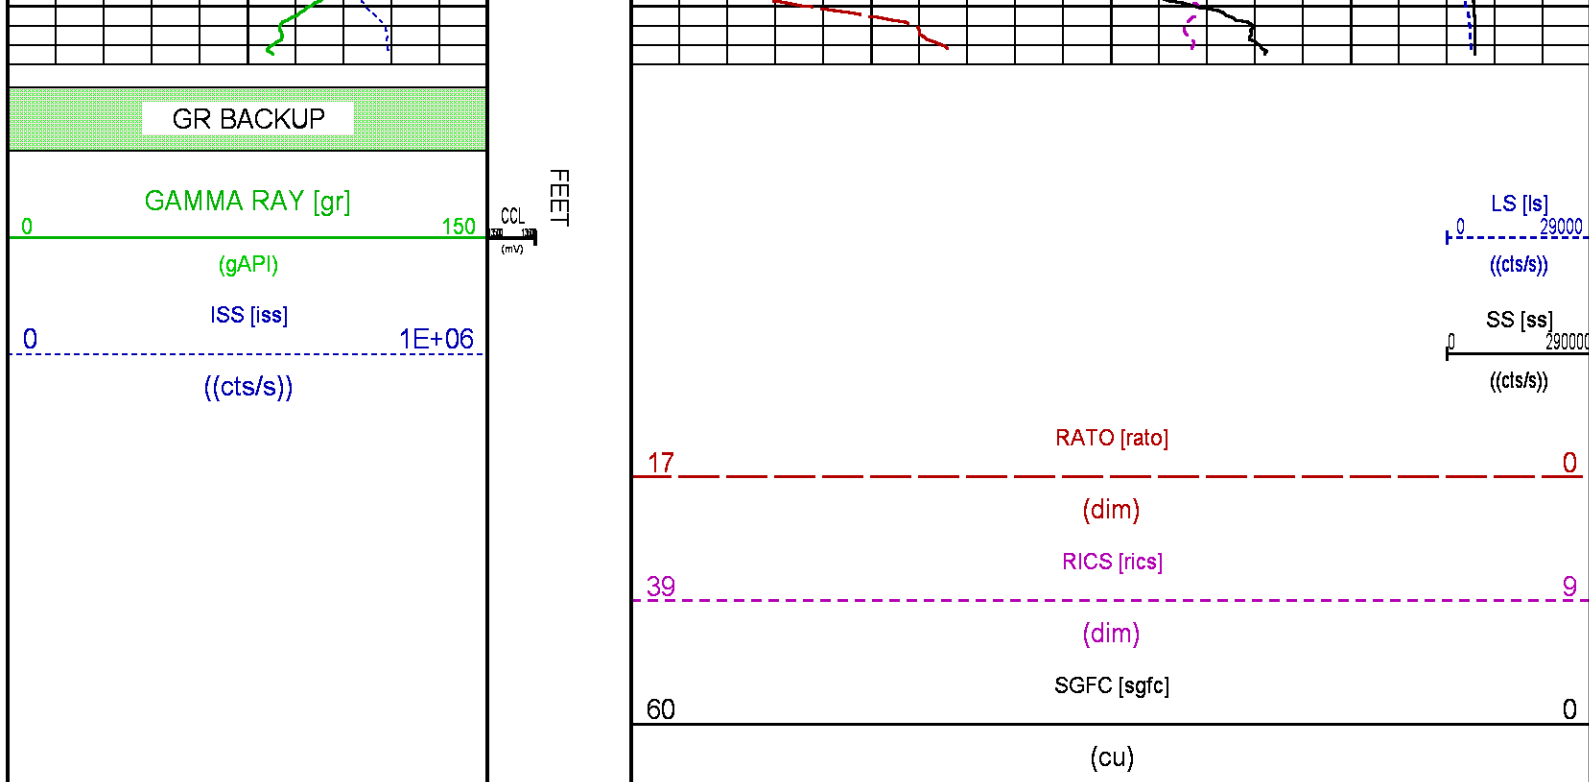 GR BACKUP
GAMMA RAY [gr]
0 150
(gAPI)
ISS [iss]
0 1E+06
((cts/s))
CCL
(mV)
FEET
LS [ls]
0 29000
((cts/s))
SS [ss]
0 290000
((cts/s))
RATO [rato]
17 0
(dim)
RICS [rics]
39 9
(dim)
SGFC [sgfc]
60 0
(cu)